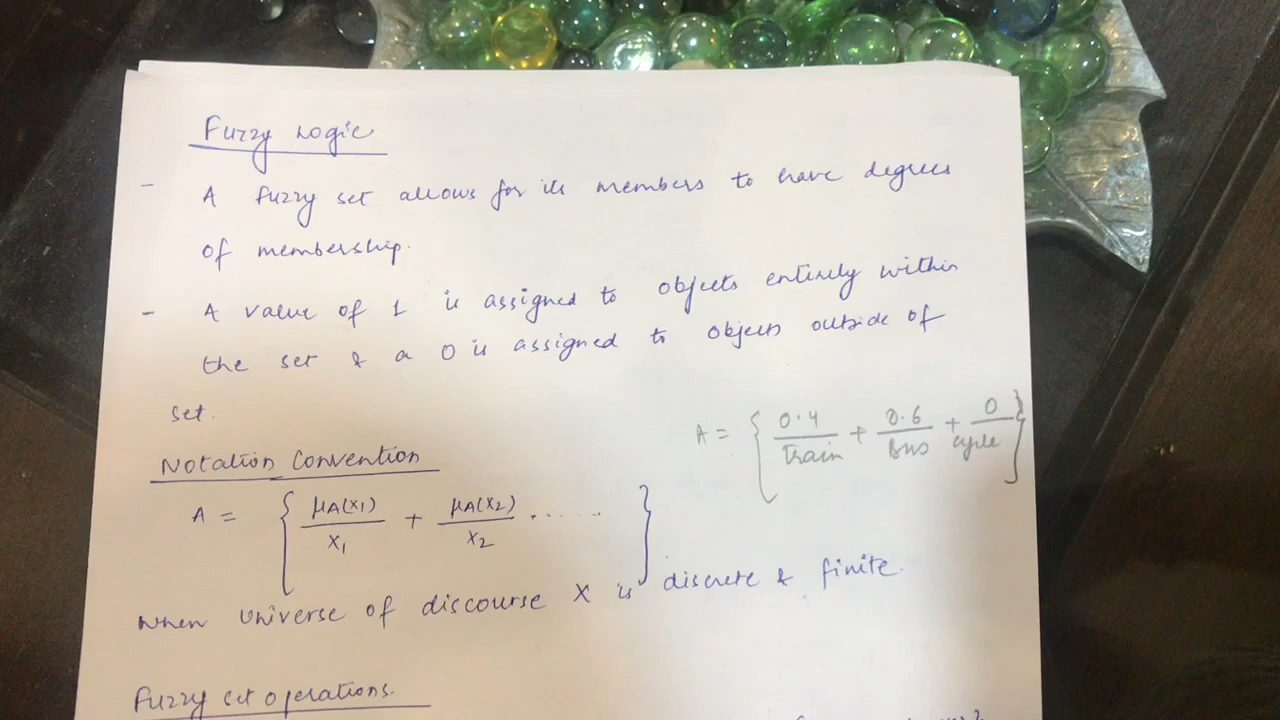 Fuzzy Logic
- A fuzzy set allows for its members to have degrees
of membership.
- A value of 1 is assigned to objects entirely within
the set & a 0 is assigned to objects outside of
set.
A = { 0.4/Train + 0.6/Bus + 0/cycle }
Notation Convention
A = { μA(x1)/x1 + μA(x2)/x2 ....... }
When universe of discourse X is discrete & finite.
Fuzzy set operations.